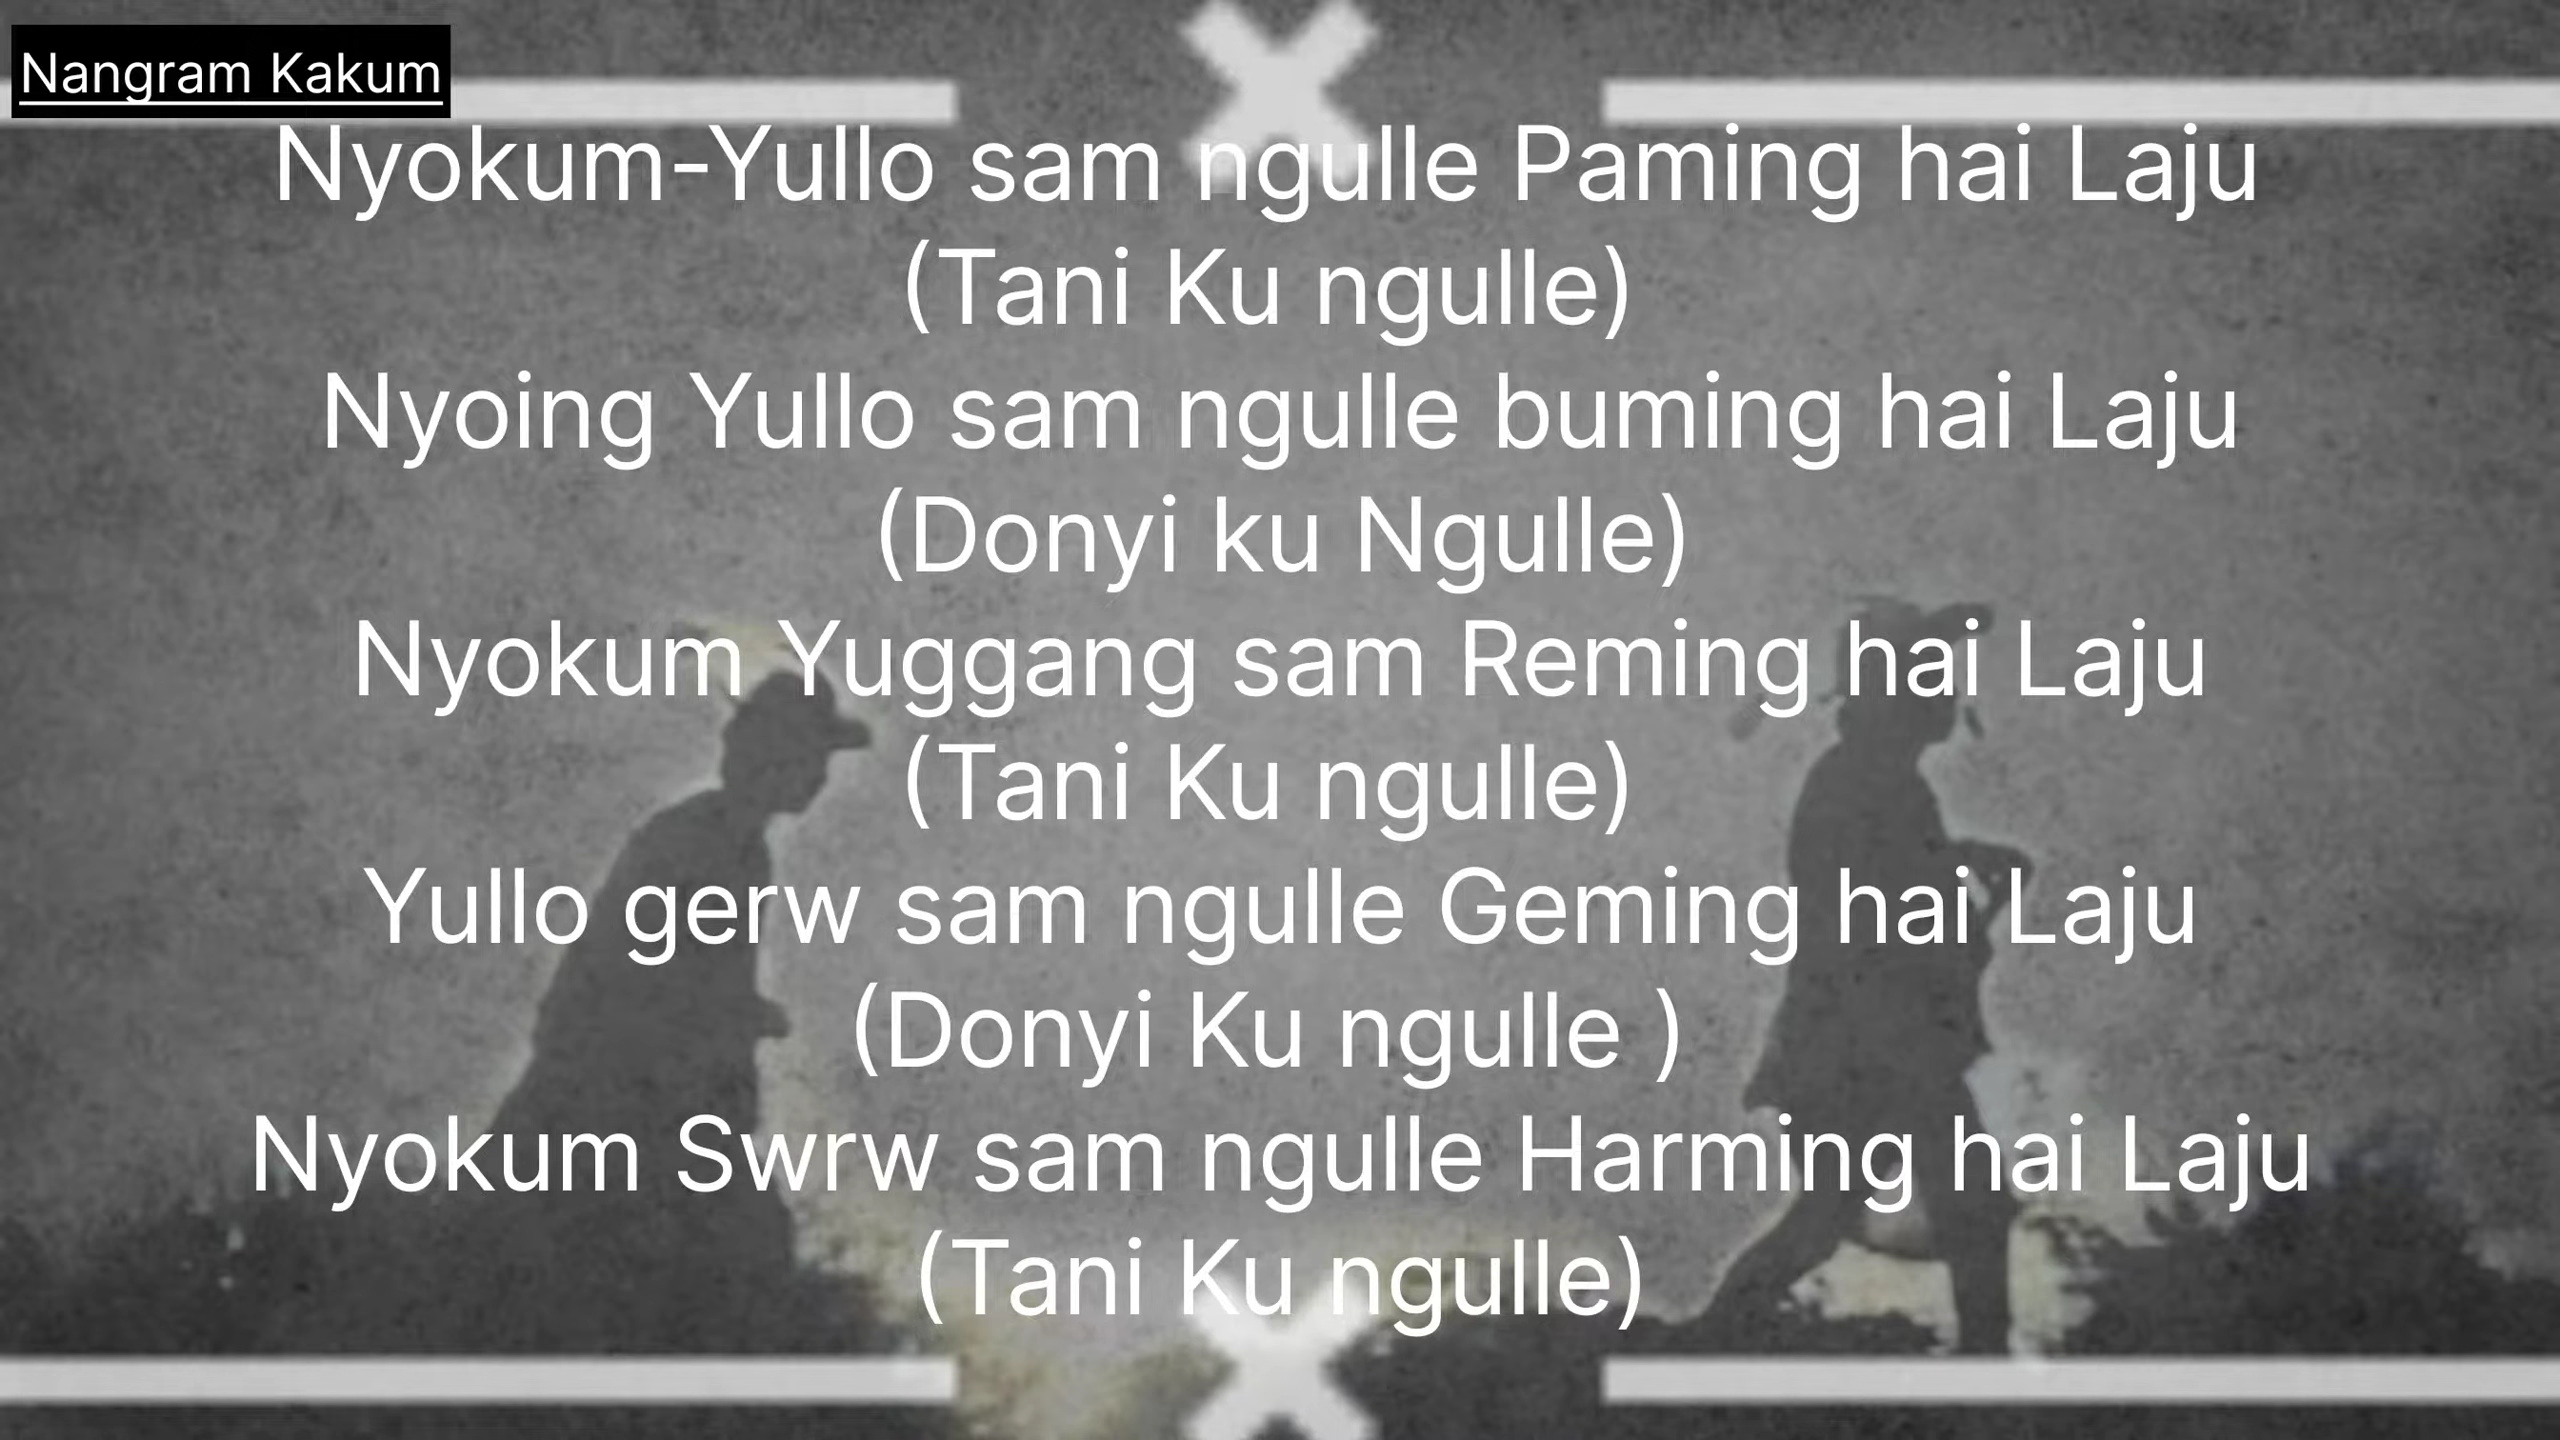 Nangram Kakum
Nyokum-Yullo sam ngulle Paming hai Laju
(Tani Ku ngulle)
Nyoing Yullo sam ngulle buming hai Laju
(Donyi ku Ngulle)
Nyokum Yuggang sam Reming hai Laju
(Tani Ku ngulle)
Yullo gerw sam ngulle Geming hai Laju
(Donyi Ku ngulle )
Nyokum Swrw sam ngulle Harming hai Laju
(Tani Ku ngulle)